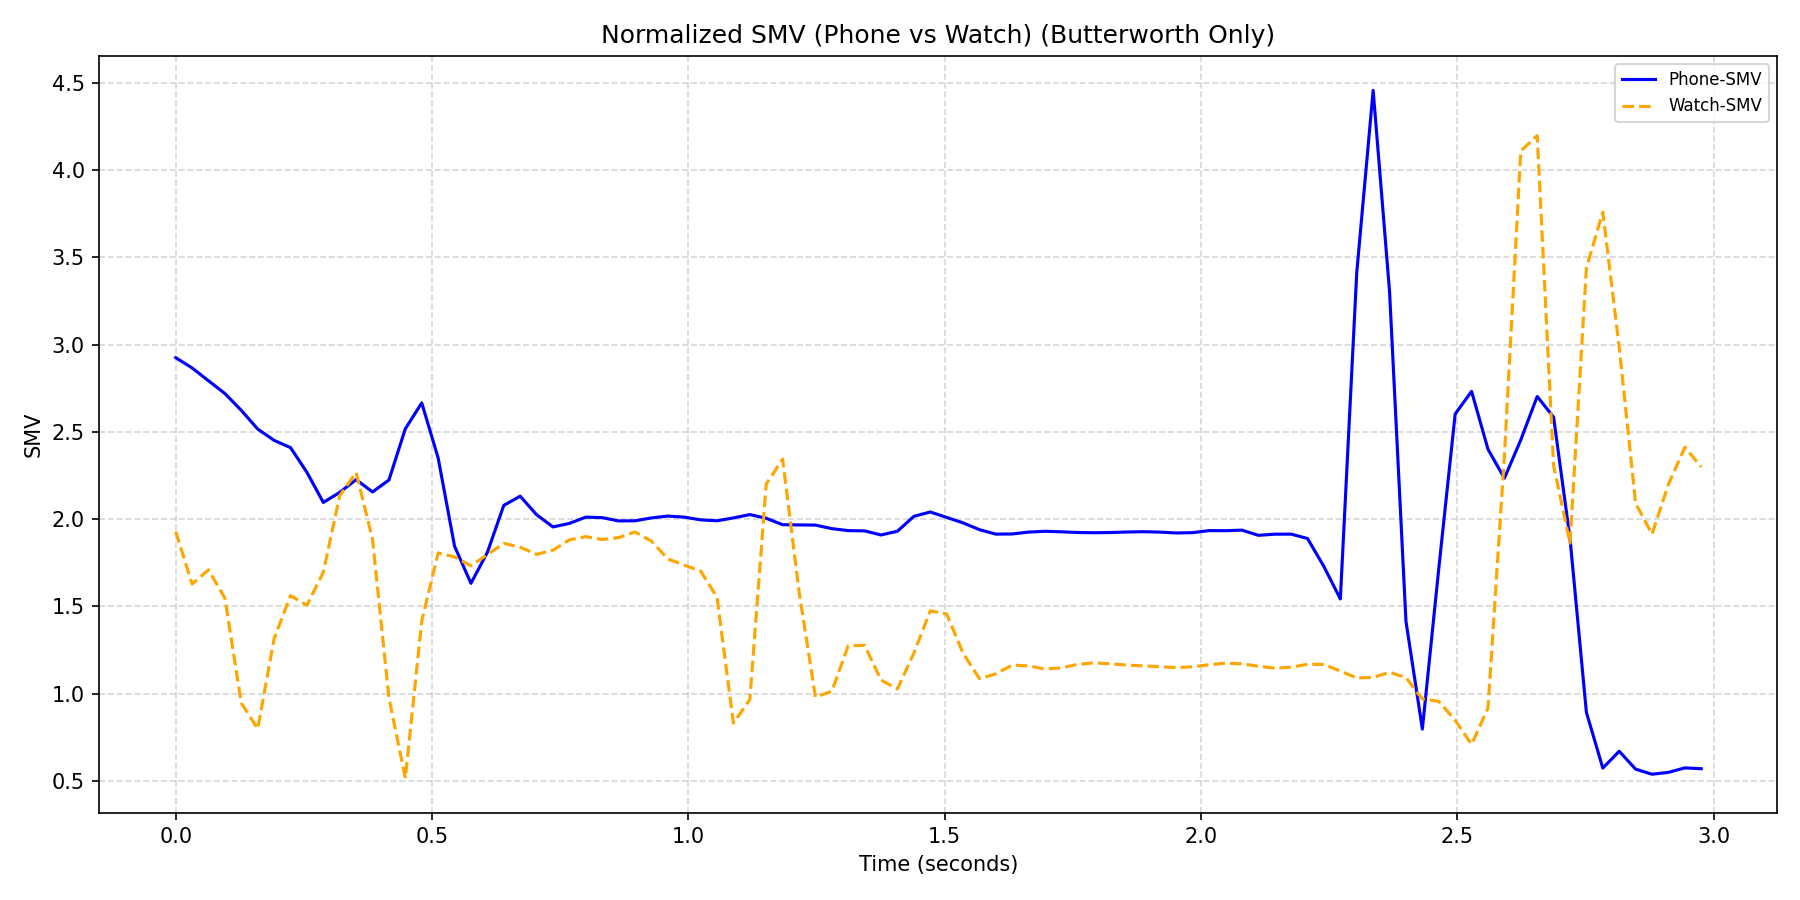 Normalized SMV (Phone vs Watch) (Butterworth Only)
Phone-SMV
Watch-SMV
SMV
4.5
4.0
3.5
3.0
2.5
2.0
1.5
1.0
0.5
0.0 0.5 1.0 1.5 2.0 2.5 3.0
Time (seconds)